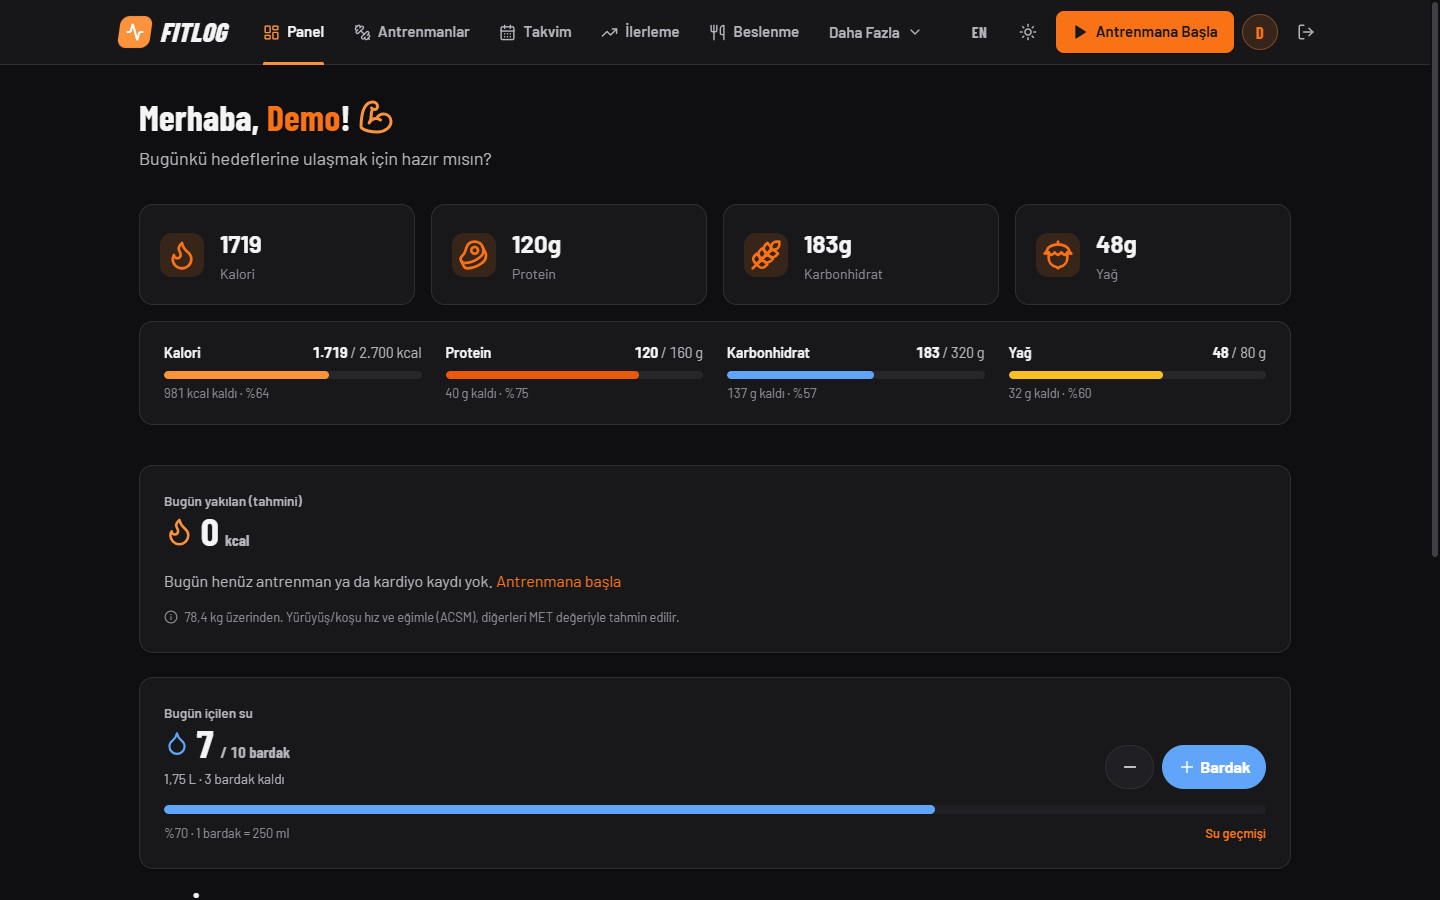 FITLOG Panel Antrenmanlar Takvim İlerleme Beslenme Daha Fazla EN Antrenmana Başla D
Merhaba, Demo!
Bugünkü hedeflerine ulaşmak için hazır mısın?
1719
Kalori
120g
Protein
183g
Karbonhidrat
48g
Yağ
Kalori 1.719 / 2.700 kcal
981 kcal kaldı · %64
Protein 120 / 160 g
40 g kaldı · %75
Karbonhidrat 183 / 320 g
137 g kaldı · %57
Yağ 48 / 80 g
32 g kaldı · %60
Bugün yakılan (tahmini)
0 kcal
Bugün henüz antrenman ya da kardiyo kaydı yok. Antrenmana başla
78,4 kg üzerinden. Yürüyüş/koşu hız ve eğimle (ACSM), diğerleri MET değeriyle tahmin edilir.
Bugün içilen su
7 / 10 bardak
1,75 L · 3 bardak kaldı
− + Bardak
%70 · 1 bardak = 250 ml
Su geçmişi